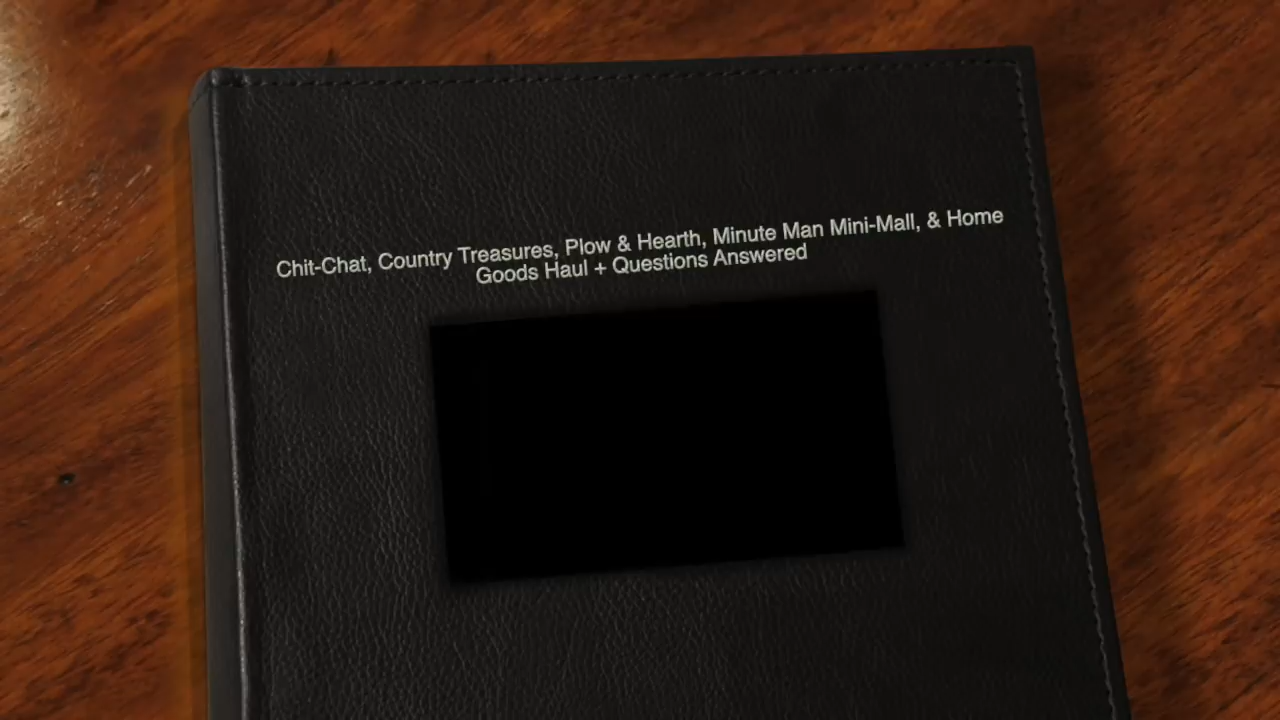 Chit-Chat, Country Treasures, Plow & Hearth, Minute Man Mini-Mall, & Home
Goods Haul + Questions Answered